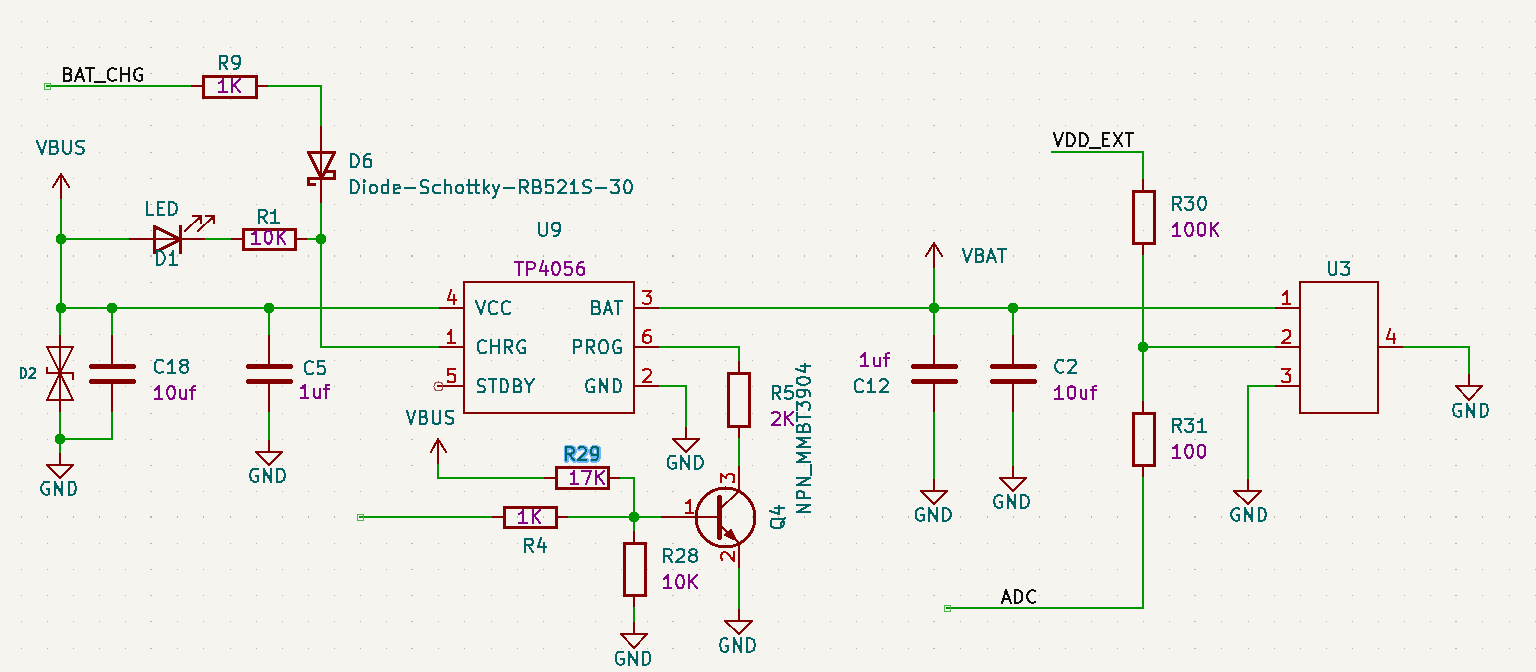 R9
BAT_CHG
1K
VBUS
D6
Diode-Schottky-RB521S-30
LED
D1
R1
10K
U9
TP4056
4
VCC
BAT
3
1
CHRG
PROG
6
5
STDBY
GND
2
D2
C18
10uf
C5
1uf
GND
GND
VBUS
R29
17K
1K
R4
GND
R5
2K
NPN_MMBT3904
3
1
2
Q4
R28
10K
GND
GND
VBAT
1uf
C12
C2
10uf
GND
GND
VDD_EXT
R30
100K
R31
100
ADC
U3
1
2
3
4
GND
GND